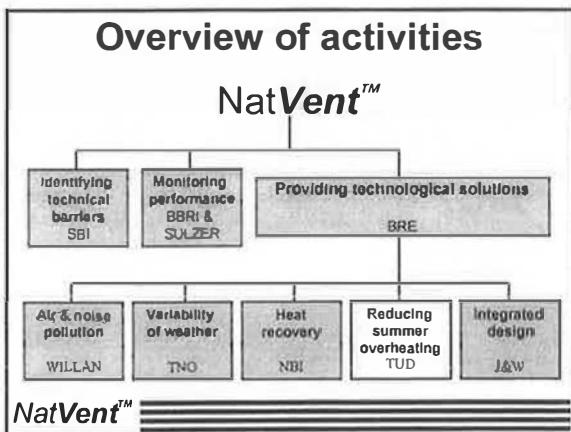 Overview of activities
NatVent™
Identifying
technical
barriers
SBI
Monitoring
performance
BBRI &
SULZER
Providing technological solutions
BRE
Air & noise
pollution
WILLAN
Variability
of weather
TNO
Heat
recovery
NBI
Reducing
summer
overheating
TUD
Integrated
design
J&W
NatVent™